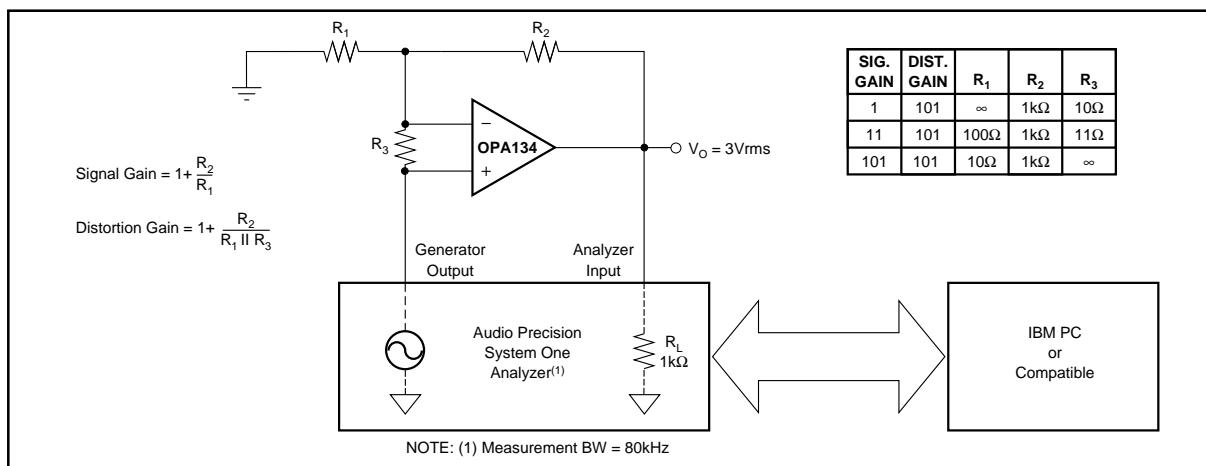 R1
R2
SIG. GAIN DIST. GAIN R1 R2 R3
1 101 ∞ 1kΩ 10Ω
11 101 100Ω 1kΩ 11Ω
101 101 10Ω 1kΩ ∞
R3
−
+
OPA134
VO = 3Vrms
Signal Gain = 1+ R2
R1
Distortion Gain = 1+ R2
R1 II R3
Generator
Output
Analyzer
Input
Audio Precision
System One
Analyzer(1)
RL
1kΩ
IBM PC
or
Compatible
NOTE: (1) Measurement BW = 80kHz